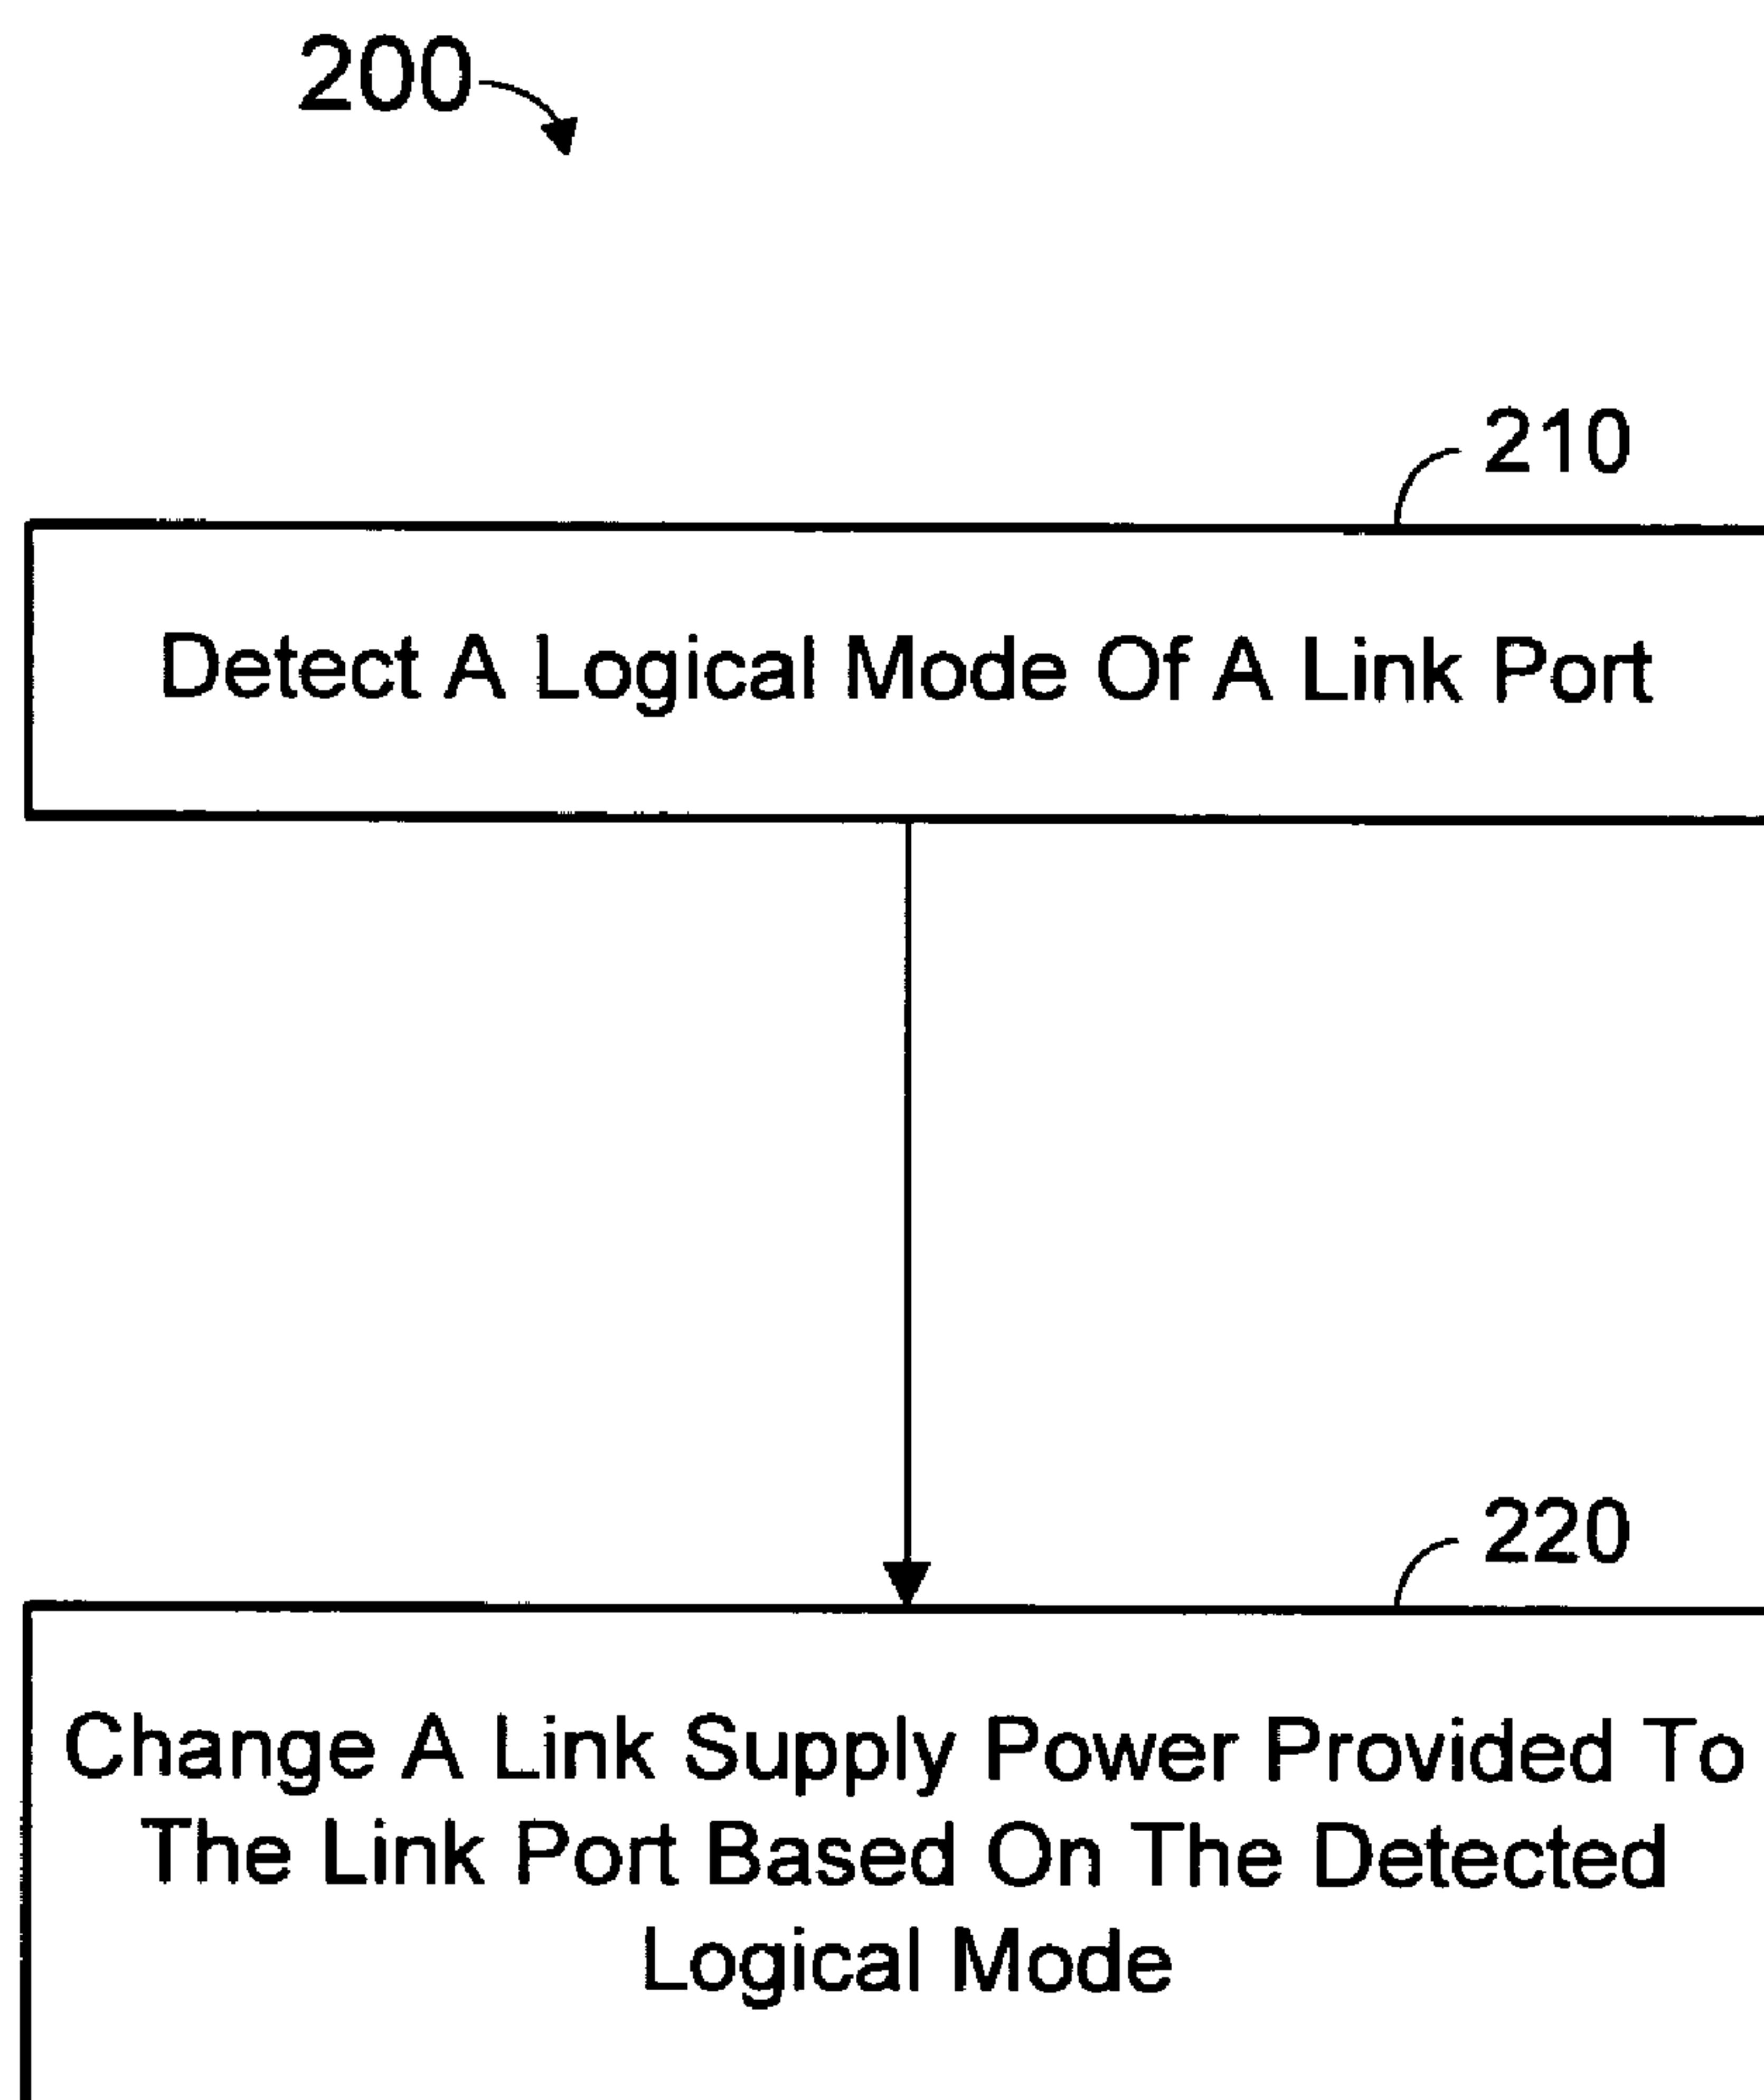 200
210
Detect A Logical Mode Of A Link Port
220
Change A Link Supply Power Provided To
The Link Port Based On The Detected
Logical Mode